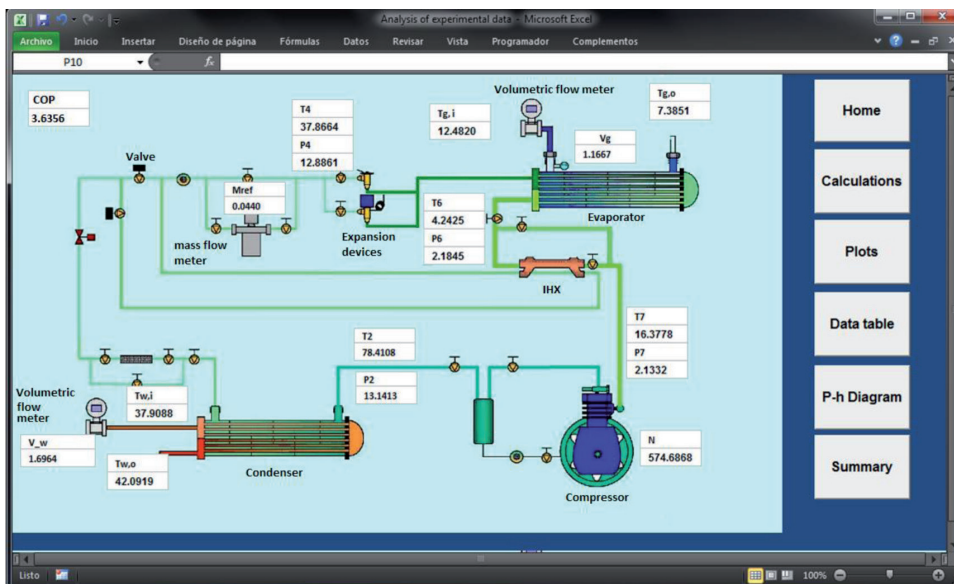 Analysis of experimental data - Microsoft Excel
Archivo Inicio Insertar Diseño de página Fórmulas Datos Revisar Vista Programador Complementos
P10 fx
COP
3.6356
T4
37.8664
P4
12.8861
Tg,i
12.4820
Volumetric flow meter
Tg,o
7.3851
Vg
1.1667
Valve
Mref
0.0440
mass flow
meter
Expansion
devices
T6
4.2425
P6
2.1845
Evaporator
IHX
T7
16.3778
P7
2.1332
T2
78.4108
P2
13.1413
Volumetric
flow
meter
Tw,i
37.9088
V_w
1.6964
Tw,o
42.0919
Condenser
N
574.6868
Compressor
Home
Calculations
Plots
Data table
P-h Diagram
Summary
Listo 100%